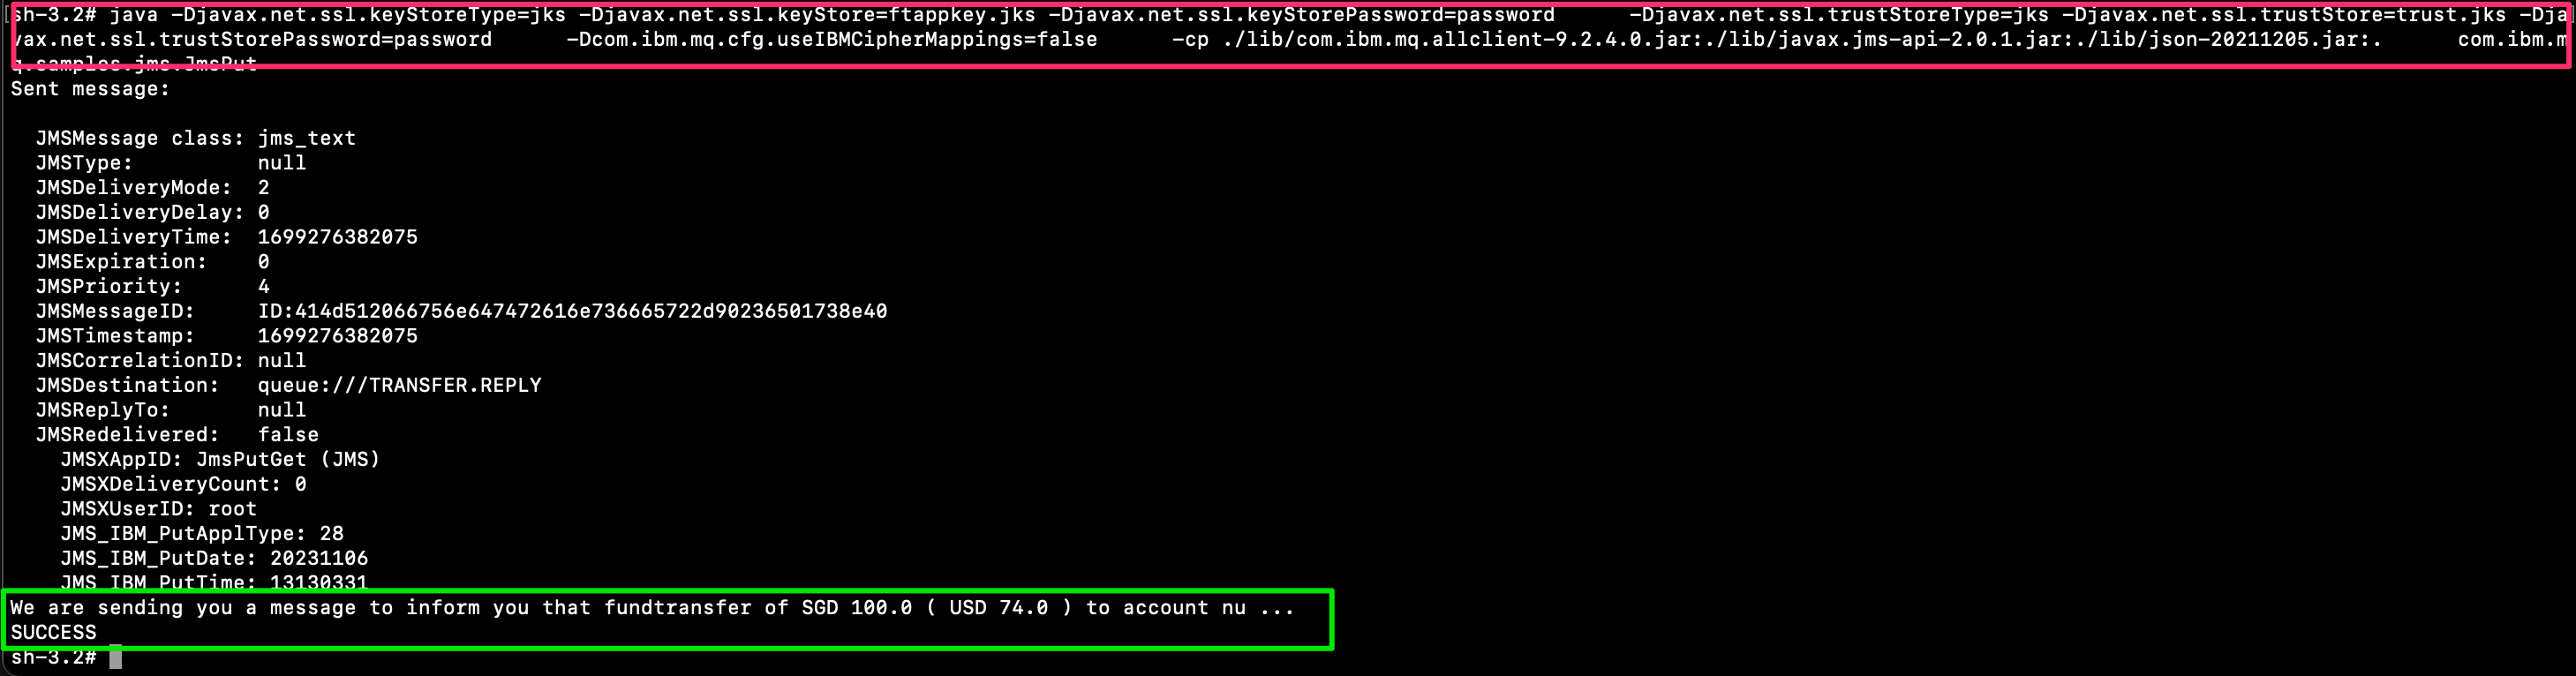 sh-3.2# java -Djavax.net.ssl.keyStoreType=jks -Djavax.net.ssl.keyStore=ftappkey.jks -Djavax.net.ssl.keyStorePassword=password      -Djavax.net.ssl.trustStoreType=jks -Djavax.net.ssl.trustStore=trust.jks -Dja
vax.net.ssl.trustStorePassword=password      -Dcom.ibm.mq.cfg.useIBMCipherMappings=false      -cp ./lib/com.ibm.mq.allclient-9.2.4.0.jar:./lib/javax.jms-api-2.0.1.jar:./lib/json-20211205.jar:.      com.ibm.m
q.samples.jms.JmsPut
Sent message:

  JMSMessage class: jms_text
  JMSType:          null
  JMSDeliveryMode:  2
  JMSDeliveryDelay: 0
  JMSDeliveryTime:  1699276382075
  JMSExpiration:    0
  JMSPriority:      4
  JMSMessageID:     ID:414d512066756e647472616e736665722d90236501738e40
  JMSTimestamp:     1699276382075
  JMSCorrelationID: null
  JMSDestination:   queue:///TRANSFER.REPLY
  JMSReplyTo:       null
  JMSRedelivered:   false
    JMSXAppID: JmsPutGet (JMS)
    JMSXDeliveryCount: 0
    JMSXUserID: root
    JMS_IBM_PutApplType: 28
    JMS_IBM_PutDate: 20231106
    JMS_IBM_PutTime: 13130331
We are sending you a message to inform you that fundtransfer of SGD 100.0 ( USD 74.0 ) to account nu ...
SUCCESS
sh-3.2#